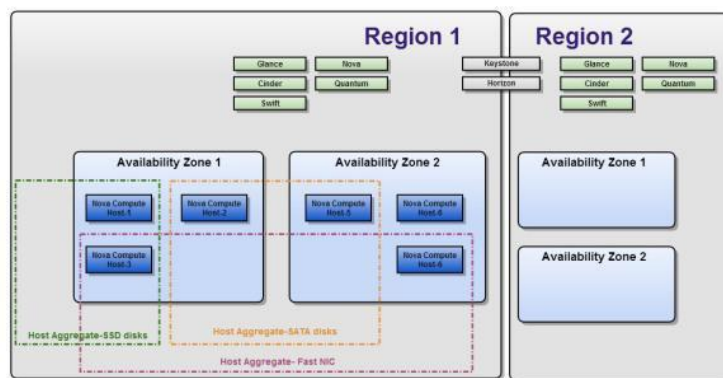 Region 1
Region 2
Glance
Nova
Keystone
Glance
Nova
Cinder
Quantum
Horizon
Cinder
Quantum
Swift
Swift
Availability Zone 1
Availability Zone 2
Availability Zone 1
Nova Compute
Host-1
Nova Compute
Host-2
Nova Compute
Host-5
Nova Compute
Nova Compute
Host-3
Nova Compute
Availability Zone 2
Host Aggregate-SSD disks
Host Aggregate-SATA disks
Host Aggregate- Fast NIC